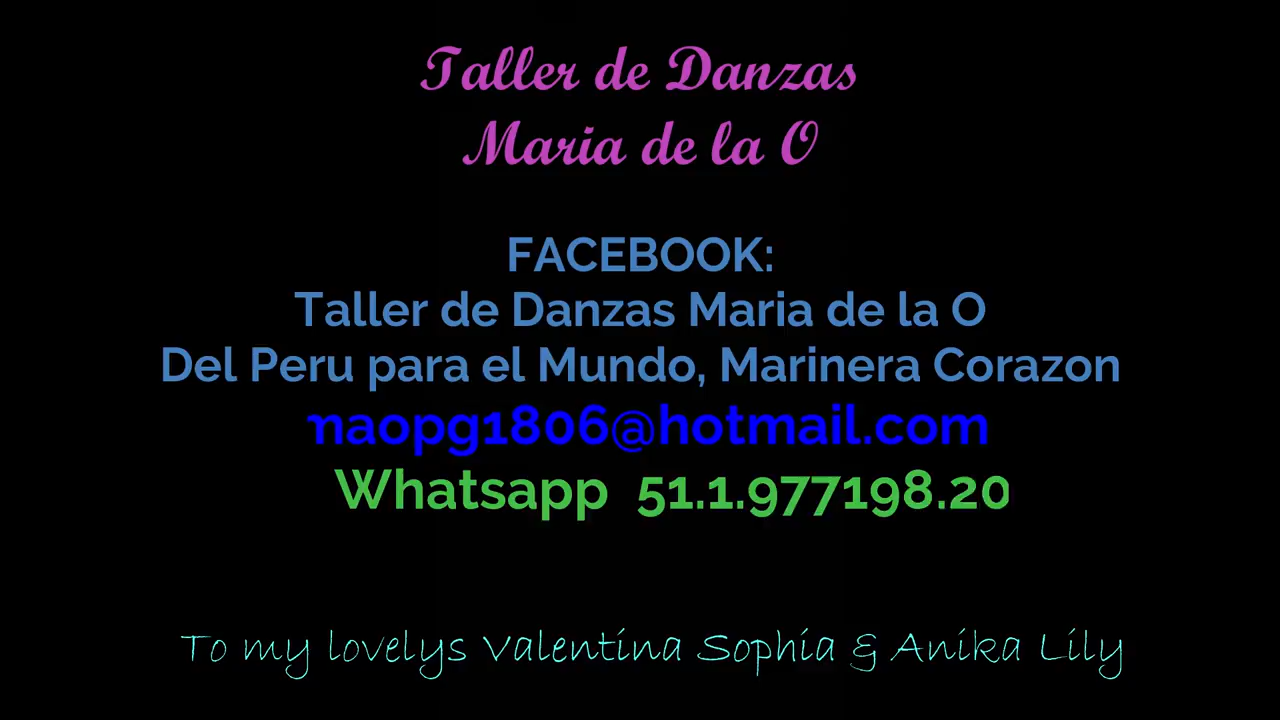 Taller de Danzas
Maria de la O
FACEBOOK:
Taller de Danzas Maria de la O
Del Peru para el Mundo, Marinera Corazon
naopg1806@hotmail.com
Whatsapp 51.1.977198.20
To my lovelys Valentina Sophia & Anika Lily